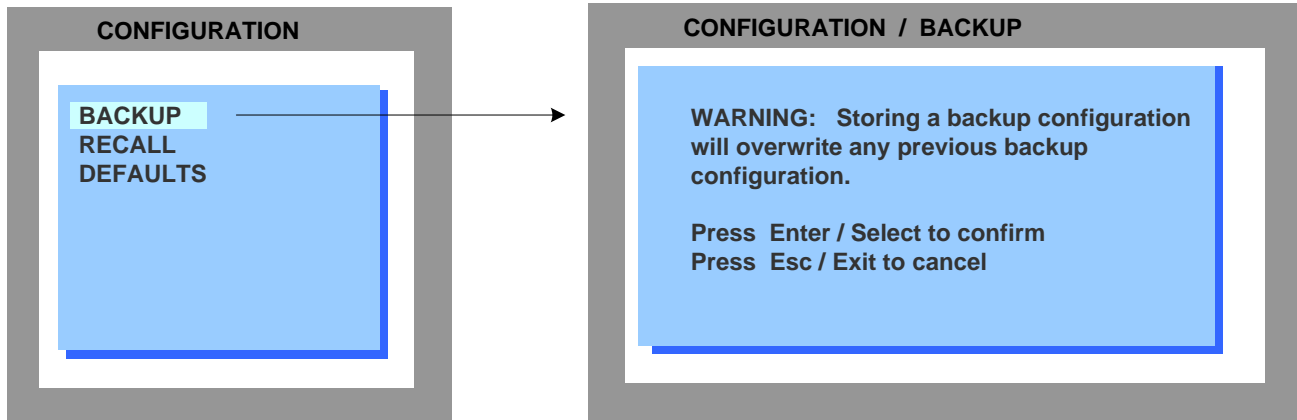 CONFIGURATION
BACKUP
RECALL
DEFAULTS
CONFIGURATION / BACKUP
WARNING: Storing a backup configuration
will overwrite any previous backup
configuration.
Press Enter / Select to confirm
Press Esc / Exit to cancel